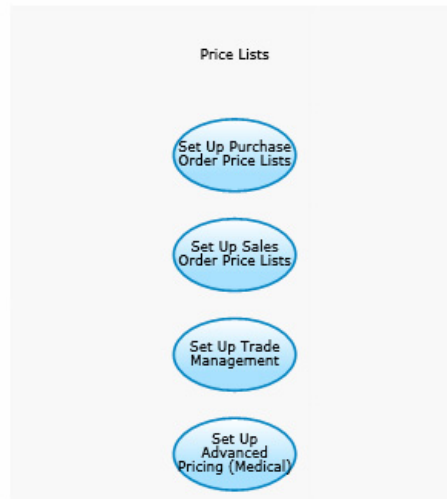 Price Lists
Set Up Purchase
Order Price Lists
Set Up Sales
Order Price Lists
Set Up Trade
Management
Set Up
Advanced
Pricing (Medical)